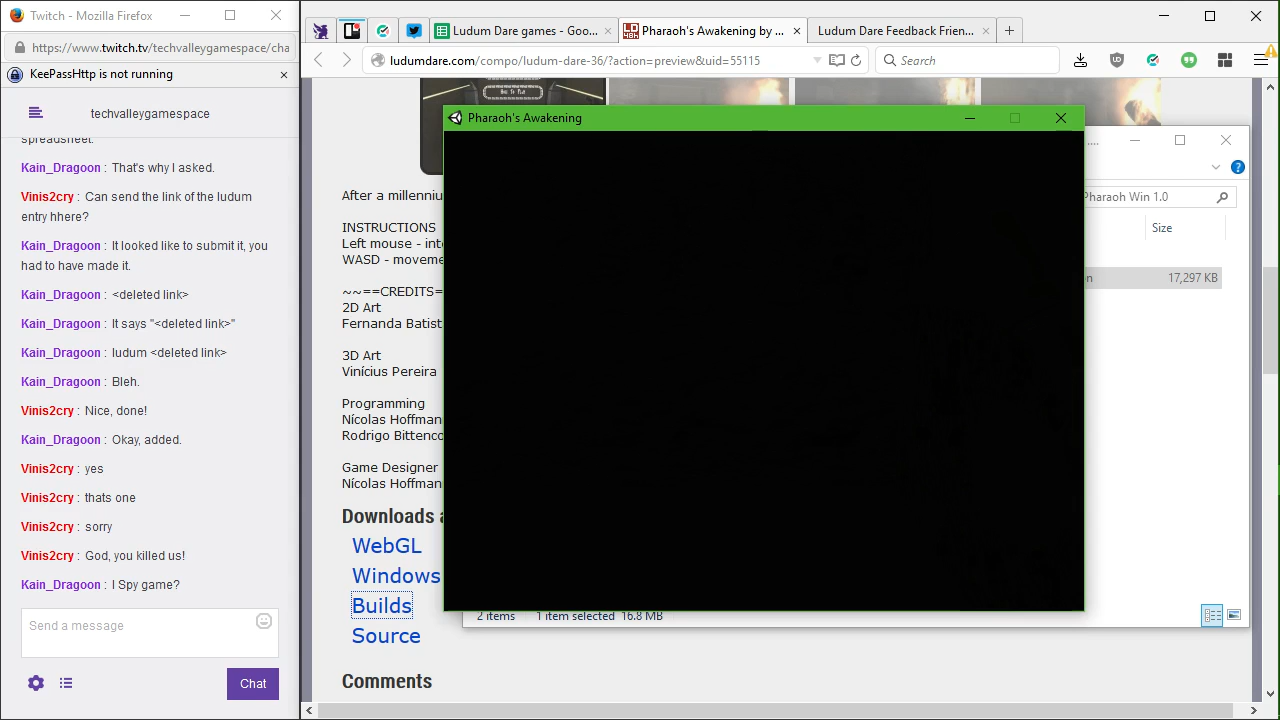 Twitch - Mozilla Firefox
https://www.twitch.tv/techvalleygamespace/cha
KeePassHttp is not running
techvalleygamespace
spreadsheet.
Kain_Dragoon : That's why I asked.
Vinis2cry : Can send the link of the ludum
entry hhere?
Kain_Dragoon : It looked like to submit it, you
had to have made it.
Kain_Dragoon : <deleted link>
Kain_Dragoon : It says "<deleted link>"
Kain_Dragoon : ludum <deleted link>
Kain_Dragoon : Bleh.
Vinis2cry : Nice, done!
Kain_Dragoon : Okay, added.
Vinis2cry : yes
Vinis2cry : thats one
Vinis2cry : sorry
Vinis2cry : God, you killed us!
Kain_Dragoon : I Spy game?
Send a message
Chat
Ludum Dare games - Goo...
Pharaoh's Awakening by ...
Ludum Dare Feedback Frien...
ludumdare.com/compo/ludum-dare-36/?action=preview&uid=55115
Search
Pharaoh's Awakening
....
Pharaoh Win 1.0
Size
17,297 KB
After a millenniu
INSTRUCTIONS
Left mouse - inte
WASD - moveme
~~==CREDITS=
2D Art
Fernanda Batist
3D Art
Vinícius Pereira
Programming
Nícolas Hoffman
Rodrigo Bittenco
Game Designer
Nícolas Hoffman
Downloads a
WebGL
Windows
Builds
Source
2 items
1 item selected 16.8 MB
Comments